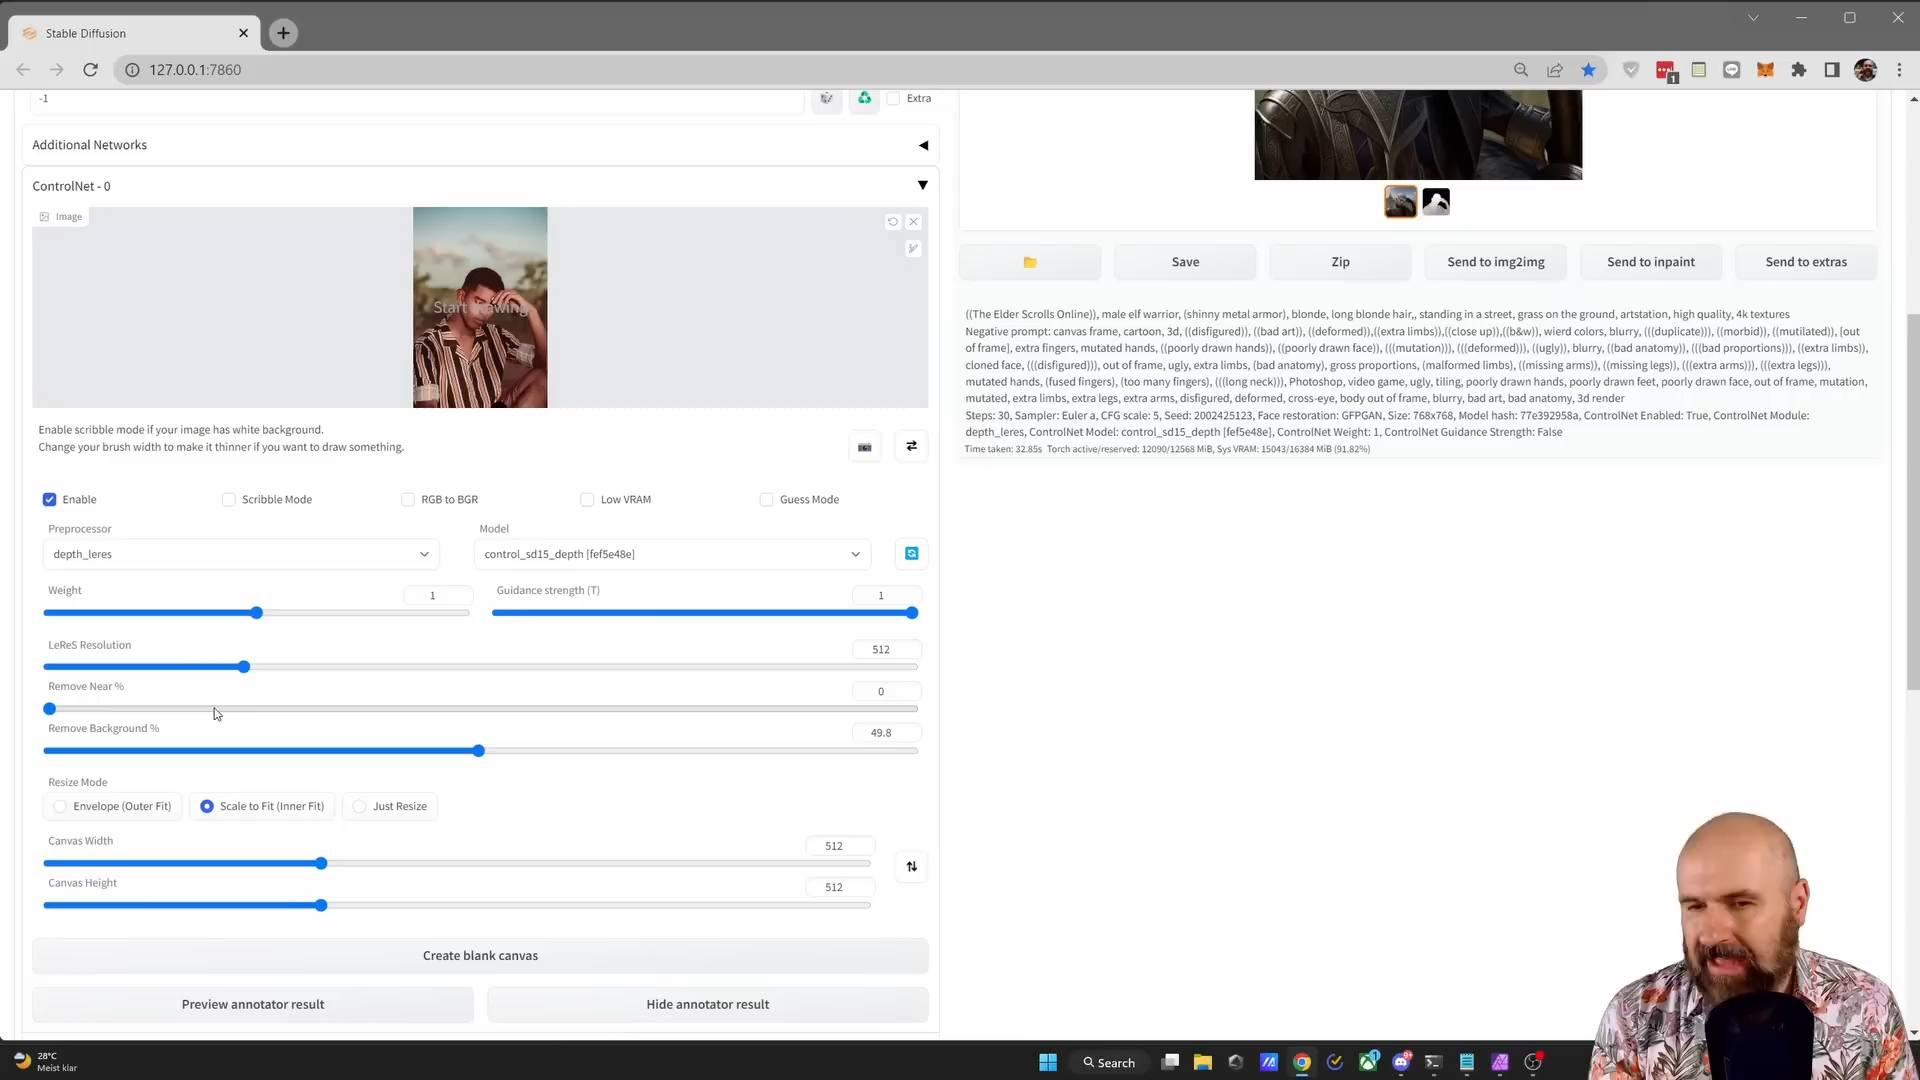 Stable Diffusion
127.0.0.1:7860
1
-1
Extra
Additional Networks
ControlNet - 0
Image
Start drawing
Enable scribble mode if your image has white background.
Change your brush width to make it thinner if you want to draw something.
Enable
Scribble Mode
RGB to BGR
Low VRAM
Guess Mode
Preprocessor
Model
depth_leres
control_sd15_depth [fef5e48e]
Weight
1
Guidance strength (T)
1
LeReS Resolution
512
Remove Near %
0
Remove Background %
49.8
Resize Mode
Envelope (Outer Fit)
Scale to Fit (Inner Fit)
Just Resize
Canvas Width
512
Canvas Height
512
Create blank canvas
Preview annotator result
Hide annotator result
Save
Zip
Send to img2img
Send to inpaint
Send to extras
((The Elder Scrolls Online)), male elf warrior, (shinny metal armor), blonde, long blonde hair,, standing in a street, grass on the ground, artstation, high quality, 4k textures
Negative prompt: canvas frame, cartoon, 3d, ((disfigured)), ((bad art)), ((deformed)),((extra limbs)),((close up)),((b&w)), wierd colors, blurry, (((duplicate))), ((morbid)), ((mutilated)), [out
of frame], extra fingers, mutated hands, ((poorly drawn hands)), ((poorly drawn face)), (((mutation))), (((deformed))), ((ugly)), blurry, ((bad anatomy)), (((bad proportions))), ((extra limbs)),
cloned face, (((disfigured))), out of frame, ugly, extra limbs, (bad anatomy), gross proportions, (malformed limbs), ((missing arms)), ((missing legs)), (((extra arms))), (((extra legs))),
mutated hands, (fused fingers), (too many fingers), (((long neck))), Photoshop, video game, ugly, tiling, poorly drawn hands, poorly drawn feet, poorly drawn face, out of frame, mutation,
mutated, extra limbs, extra legs, extra arms, disfigured, deformed, cross-eye, body out of frame, blurry, bad art, bad anatomy, 3d render
Steps: 30, Sampler: Euler a, CFG scale: 5, Seed: 2002425123, Face restoration: GFPGAN, Size: 768x768, Model hash: 77e392958a, ControlNet Enabled: True, ControlNet Module:
depth_leres, ControlNet Model: control_sd15_depth [fef5e48e], ControlNet Weight: 1, ControlNet Guidance Strength: False
Time taken: 32.85s Torch active/reserved: 12090/12568 MiB, Sys VRAM: 15043/16384 MiB (91.82%)
28°C
Meist klar
Search